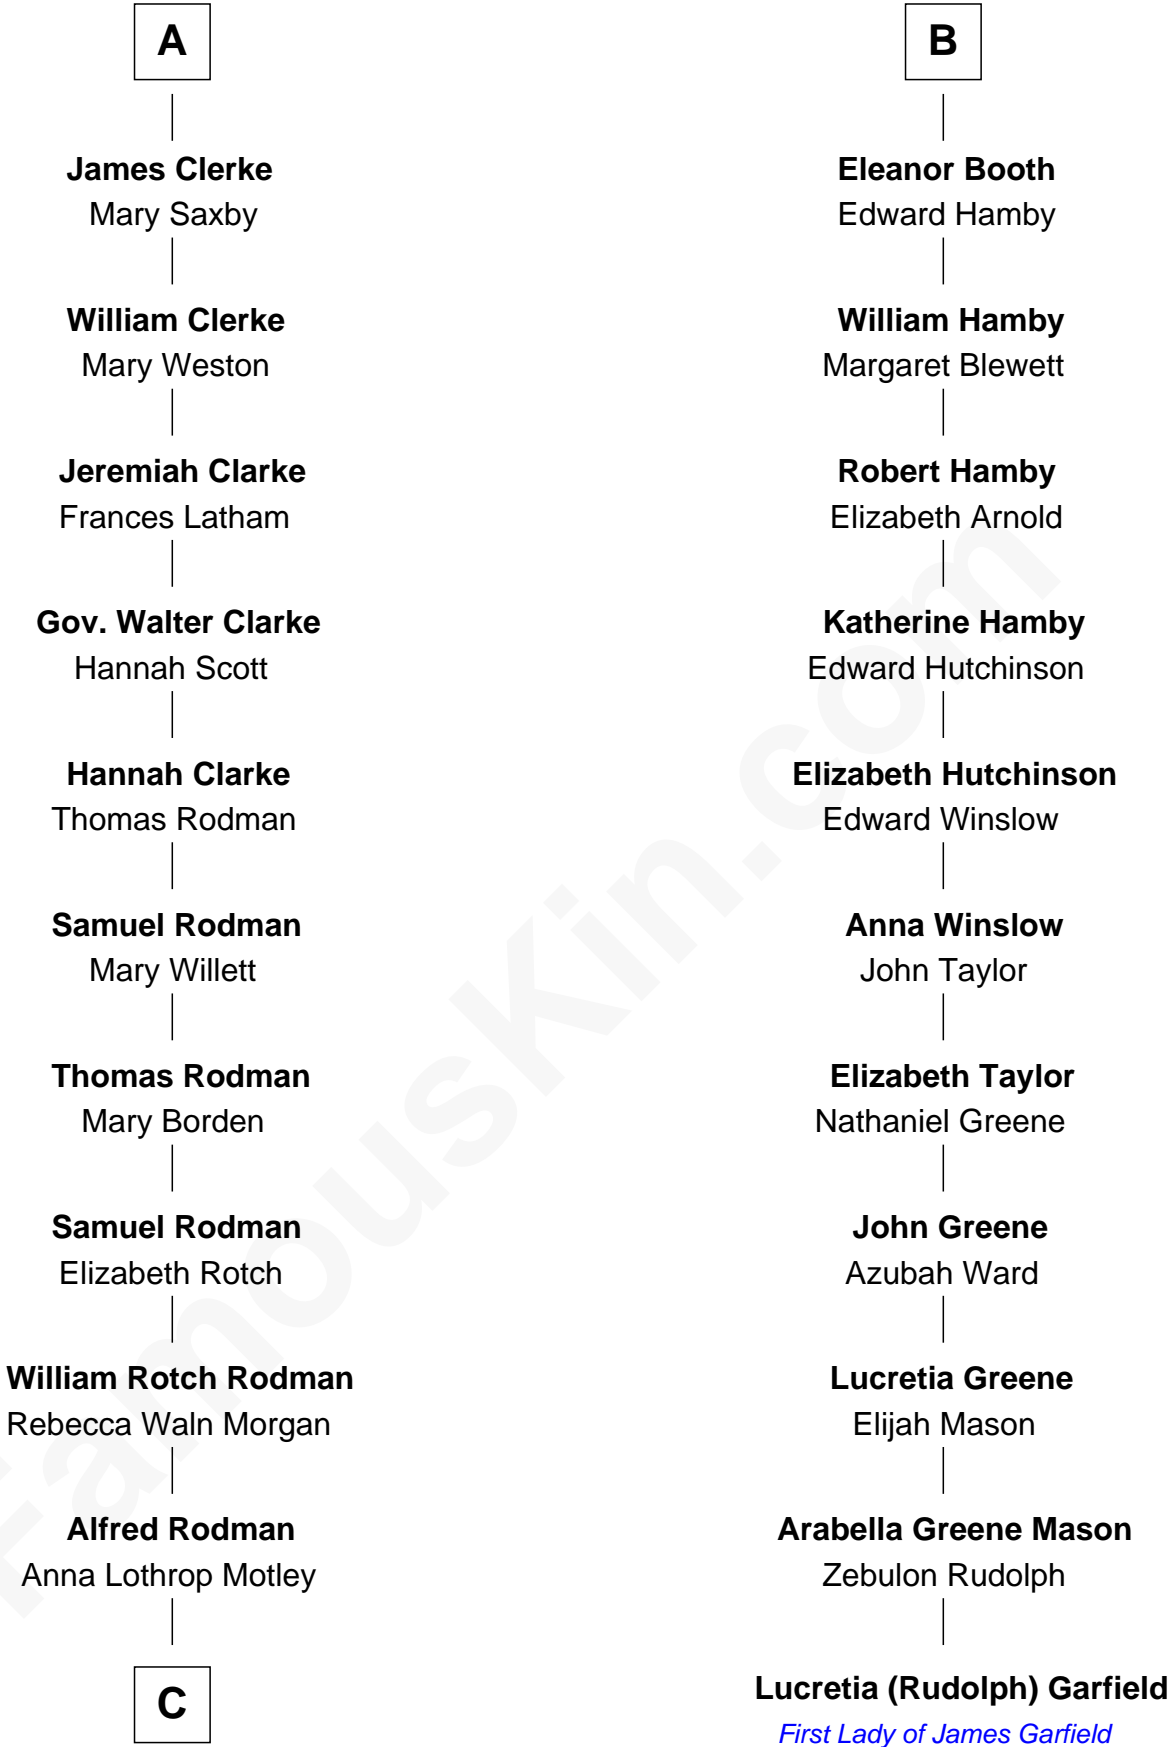 A
James Clerke
Mary Saxby
William Clerke
Mary Weston
Jeremiah Clarke
Frances Latham
Gov. Walter Clarke
Hannah Scott
Hannah Clarke
Thomas Rodman
Samuel Rodman
Mary Willett
Thomas Rodman
Mary Borden
Samuel Rodman
Elizabeth Rotch
William Rotch Rodman
Rebecca Waln Morgan
Alfred Rodman
Anna Lothrop Motley
C
B
Eleanor Booth
Edward Hamby
William Hamby
Margaret Blewett
Robert Hamby
Elizabeth Arnold
Katherine Hamby
Edward Hutchinson
Elizabeth Hutchinson
Edward Winslow
Anna Winslow
John Taylor
Elizabeth Taylor
Nathaniel Greene
John Greene
Azubah Ward
Lucretia Greene
Elijah Mason
Arabella Greene Mason
Zebulon Rudolph
Lucretia (Rudolph) Garfield
First Lady of James Garfield
FamousKin.com